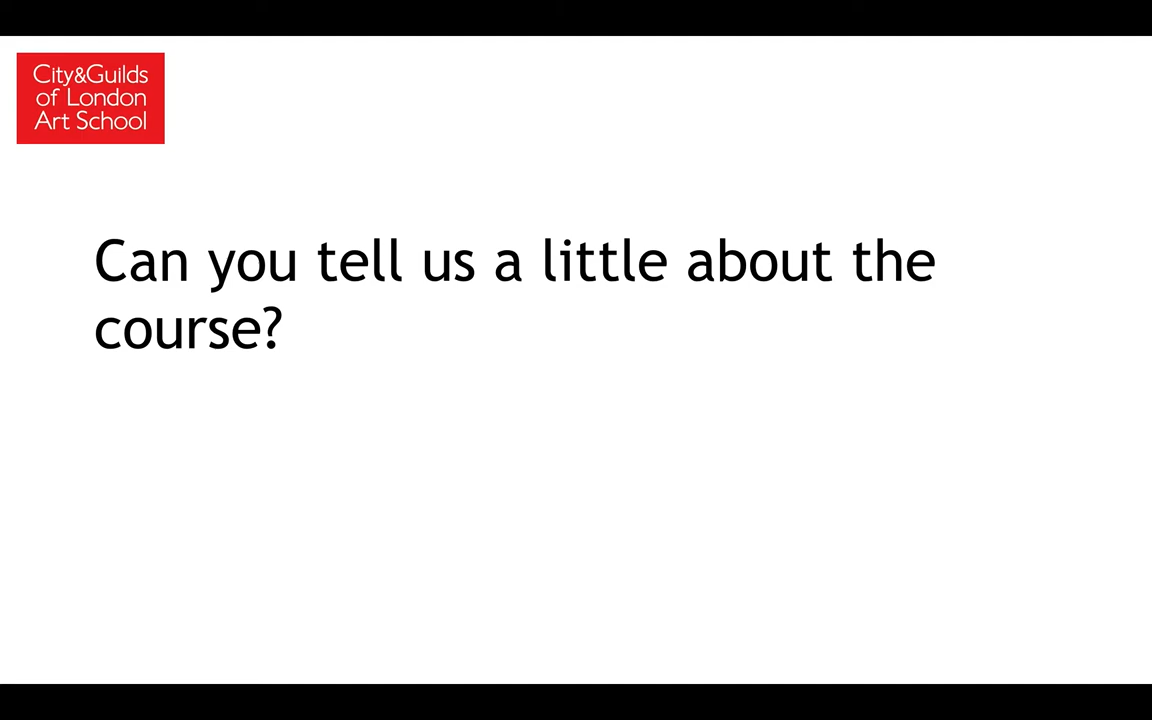 City&Guilds
of London
Art School
Can you tell us a little about the
course?